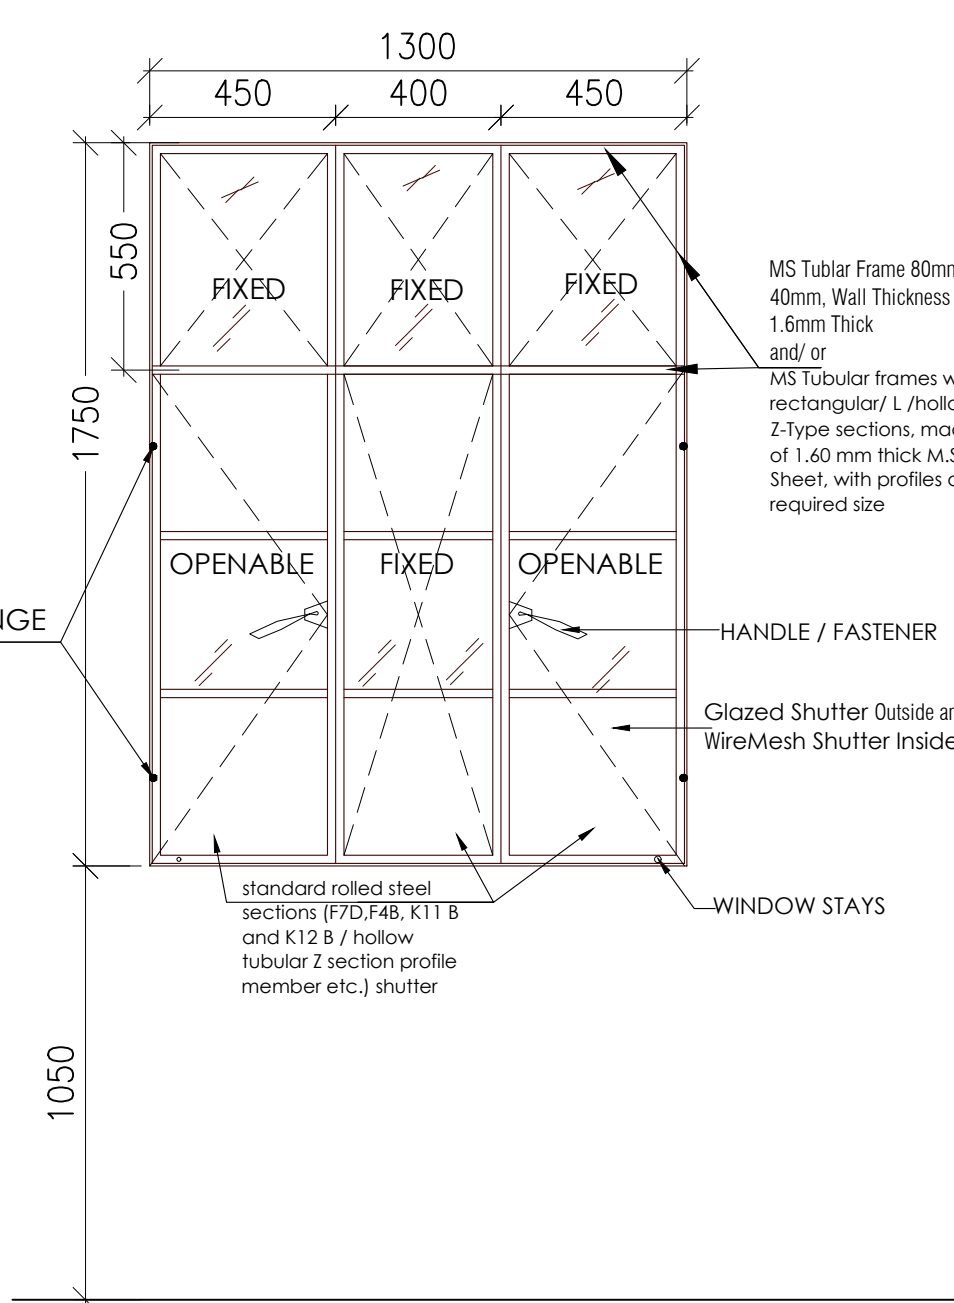 1300
450 400 450
550
1750
FIXED FIXED FIXED
MS Tublar Frame 80mm
40mm, Wall Thickness
1.6mm Thick
and/ or
MS Tubular frames
rectangular/ L
Z-Type sections,
of 1.60 mm thick
Sheet, with profiles
required size
OPENABLE FIXED OPENABLE
HANDLE / FASTENER
Glazed Shutter Outside
WireMesh Shutter Inside
standard rolled steel
sections (F7D,F4B, K11 B
and K12 B / hollow
tubular Z section profile
member etc.) shutter
WINDOW STAYS
1050